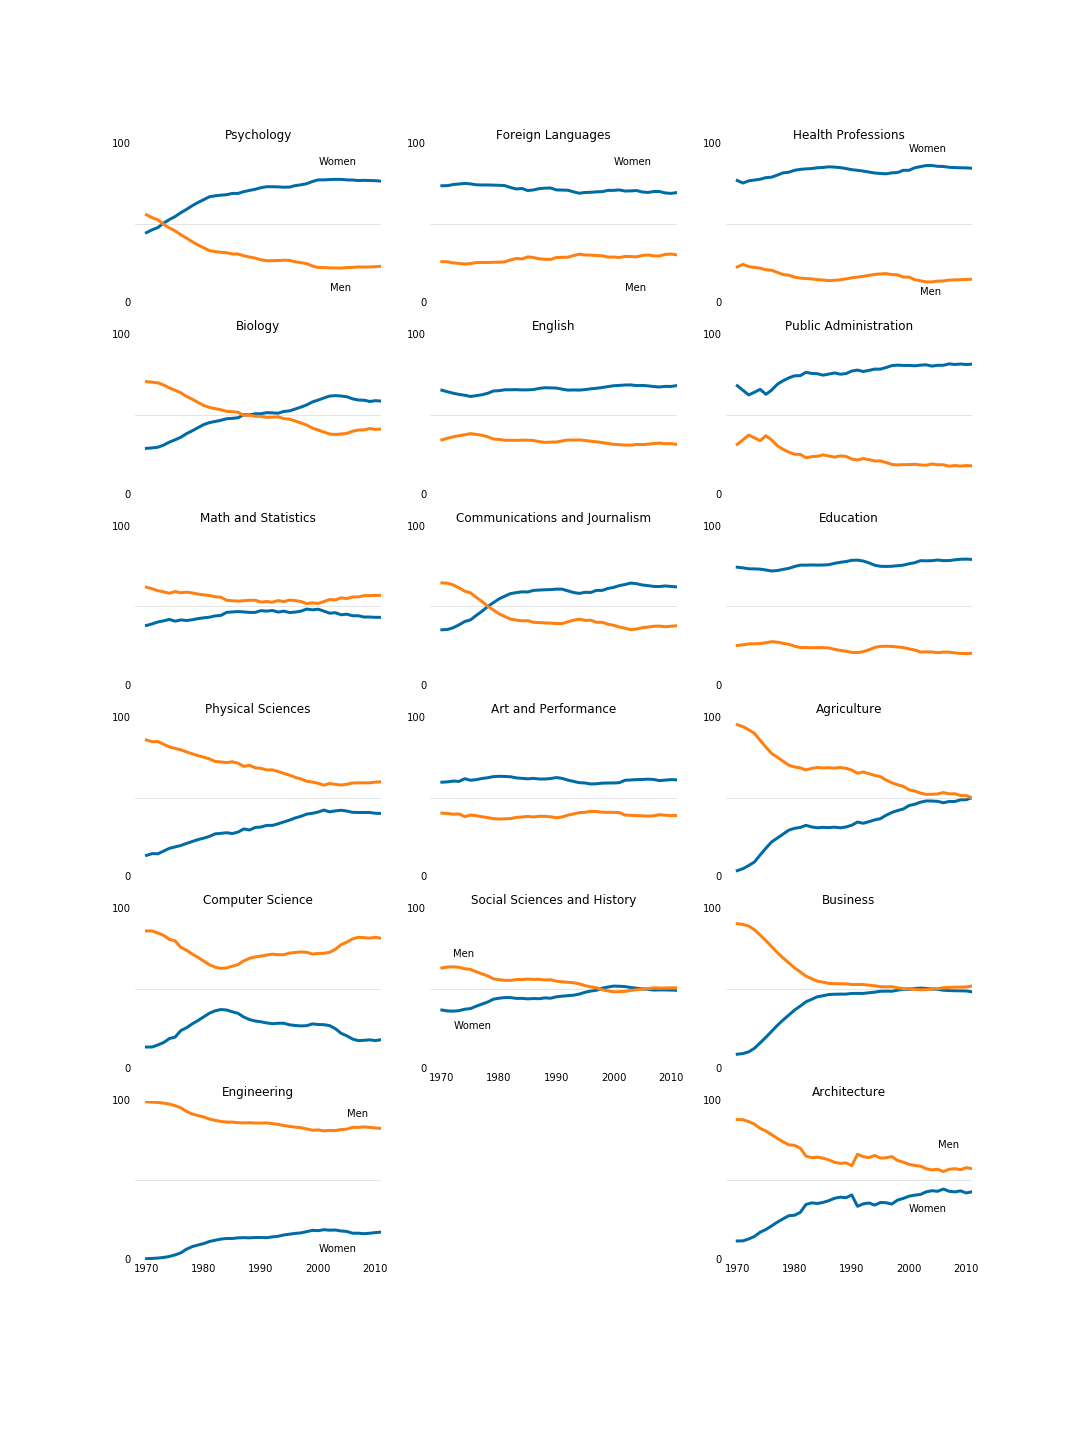 Psychology
100
Women
Men
0
Foreign Languages
100
Women
Men
0
Health Professions
100
Women
Men
0
Biology
100
0
English
100
0
Public Administration
100
0
Math and Statistics
100
0
Communications and Journalism
100
0
Education
100
0
Physical Sciences
100
0
Art and Performance
100
0
Agriculture
100
0
Computer Science
100
0
Social Sciences and History
100
Men
Women
0
1970 1980 1990 2000 2010
Business
100
0
Engineering
100
Men
Women
0
1970 1980 1990 2000 2010
Architecture
100
Men
Women
0
1970 1980 1990 2000 2010